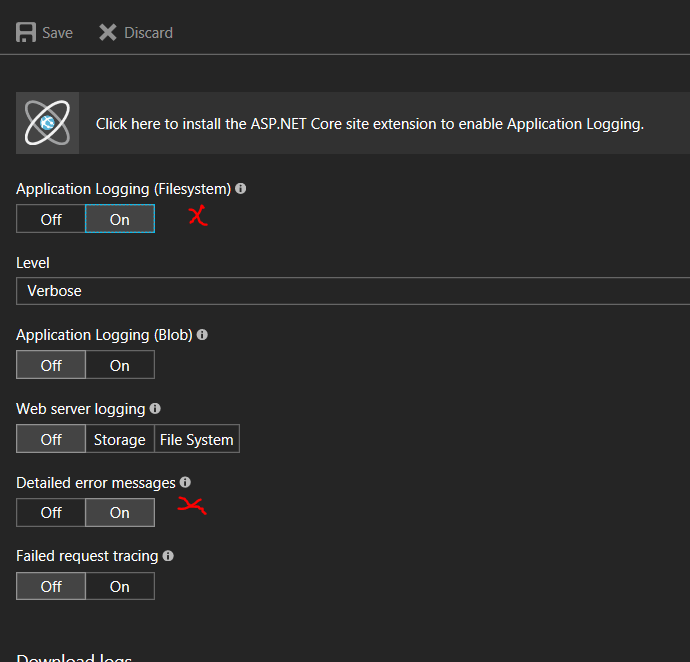 Save Discard
Click here to install the ASP.NET Core site extension to enable Application Logging.
Application Logging (Filesystem)
Off On
Level
Verbose
Application Logging (Blob)
Off On
Web server logging
Off Storage File System
Detailed error messages
Off On
Failed request tracing
Off On
Download logs